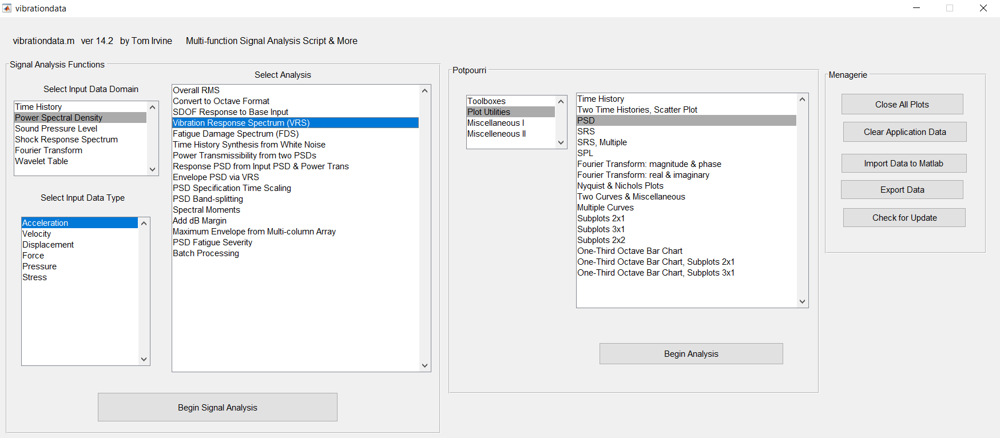 vibrationdata
vibrationdata.m   ver 14.2   by Tom Irvine      Multi-function Signal Analysis Script & More
Signal Analysis Functions
Select Input Data Domain
Time History
Power Spectral Density
Sound Pressure Level
Shock Response Spectrum
Fourier Transform
Wavelet Table
Select Input Data Type
Acceleration
Velocity
Displacement
Force
Pressure
Stress
Select Analysis
Overall RMS
Convert to Octave Format
SDOF Response to Base Input
Vibration Response Spectrum (VRS)
Fatigue Damage Spectrum (FDS)
Time History Synthesis from White Noise
Power Transmissibility from two PSDs
Response PSD from Input PSD & Power Trans
Envelope PSD via VRS
PSD Specification Time Scaling
PSD Band-splitting
Spectral Moments
Add dB Margin
Maximum Envelope from Multi-column Array
PSD Fatigue Severity
Batch Processing
Begin Signal Analysis
Potpourri
Toolboxes
Plot Utilities
Miscellaneous I
Miscelleneous II
Time History
Two Time Histories, Scatter Plot
PSD
SRS
SRS, Multiple
SPL
Fourier Transform: magnitude & phase
Fourier Transform: real & imaginary
Nyquist & Nichols Plots
Two Curves & Miscellaneous
Multiple Curves
Subplots 2x1
Subplots 3x1
Subplots 2x2
One-Third Octave Bar Chart
One-Third Octave Bar Chart, Subplots 2x1
One-Third Octave Bar Chart, Subplots 3x1
Begin Analysis
Menagerie
Close All Plots
Clear Application Data
Import Data to Matlab
Export Data
Check for Update